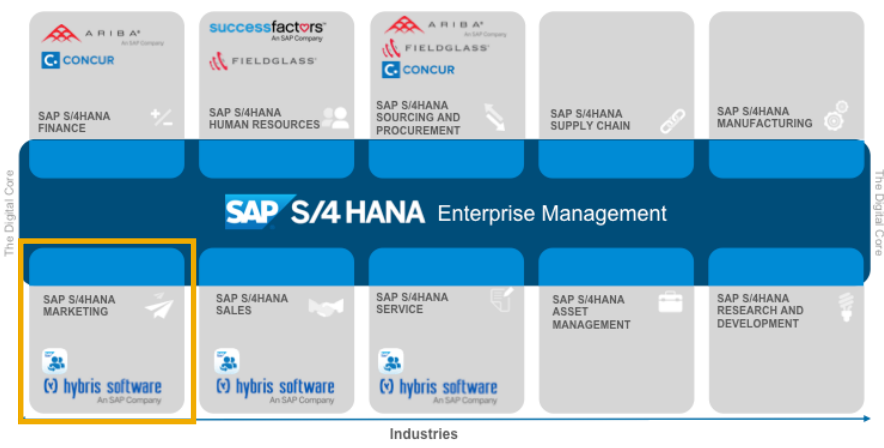 ARIBA
An SAP Company
C. CONCUR
SAP S/4HANA
FINANCE
successfactors
An SAP Company
FIELDGLASS
SAP S/4HANA
HUMAN RESOURCES
ARIBA
An SAP Company
FIELDGLASS
C. CONCUR
SAP S/4HANA
SOURCING AND
PROCUREMENT
SAP S/4HANA
SUPPLY CHAIN
SAP S/4HANA
MANUFACTURING
The Digital Core
SAP S/4 HANA Enterprise Management
The Digital Core
SAP S/4HANA
MARKETING
(v) hybris software
An SAP Company
SAP S/4HANA
SALES
(v) hybris software
An SAP Company
SAP S/4HANA
SERVICE
(v) hybris software
An SAP Company
SAP S/4HANA
ASSET
MANAGEMENT
SAP S/4HANA
RESEARCH AND
DEVELOPMENT
Industries